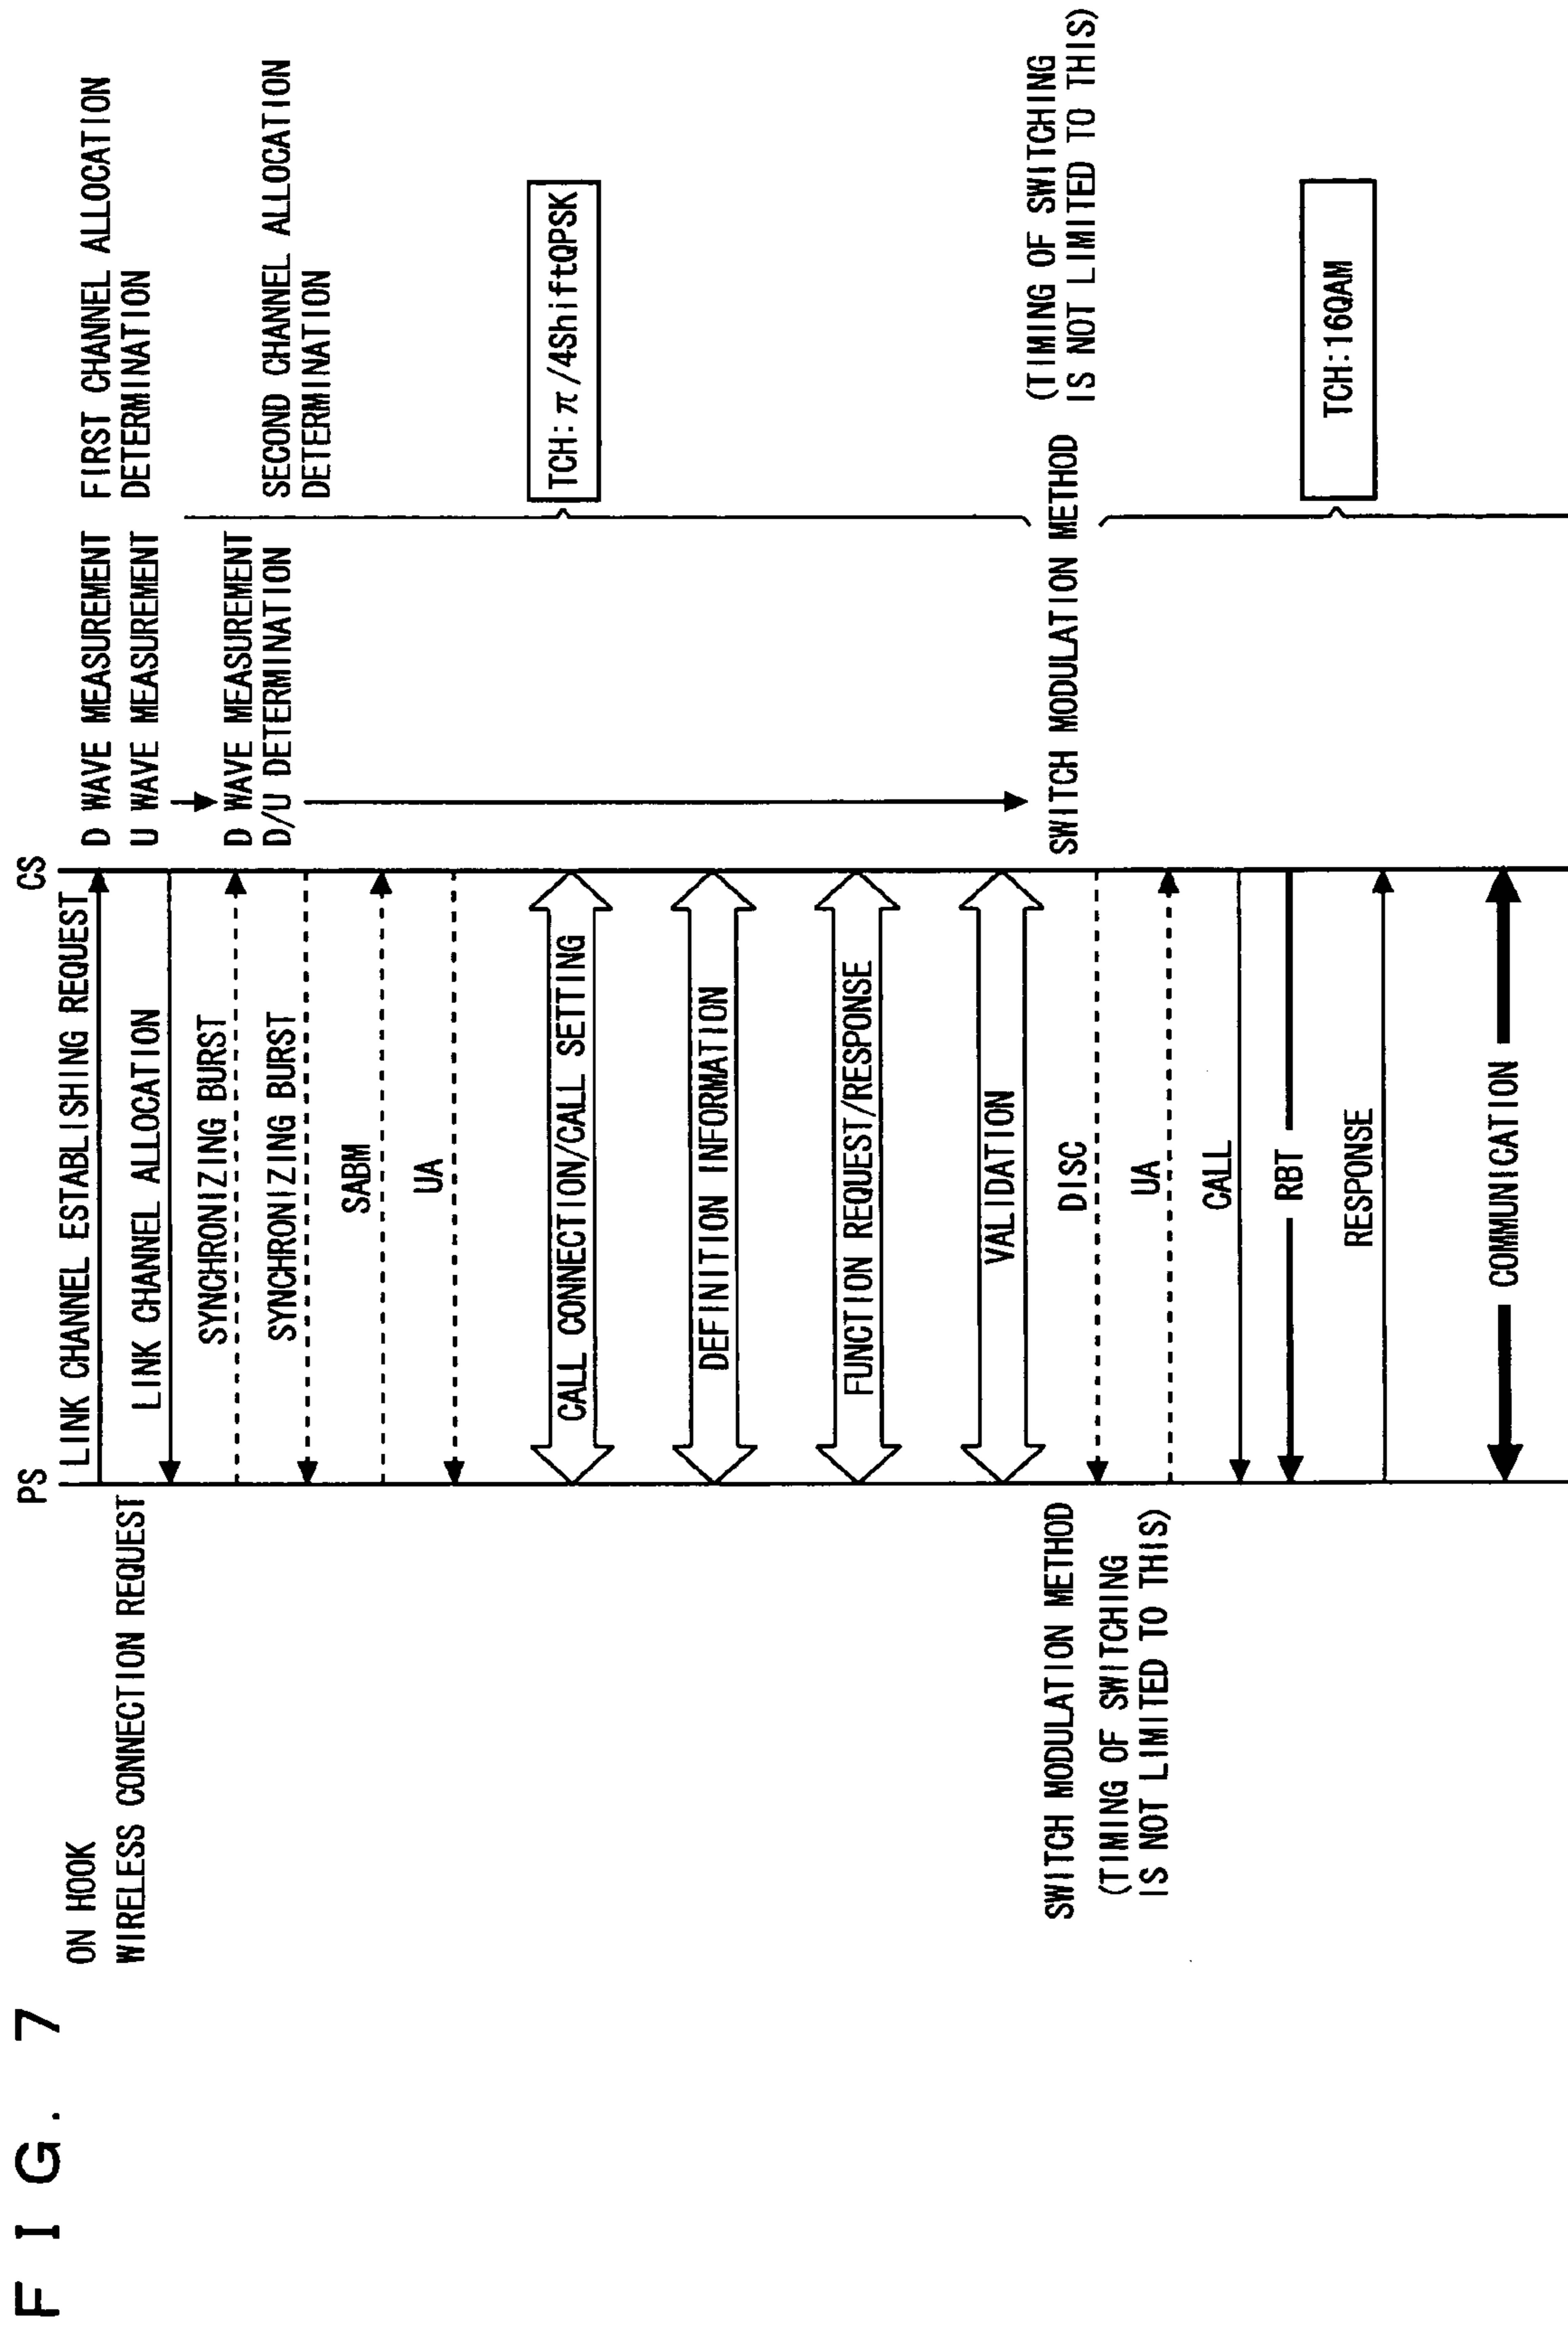 FIG. 7
PS
CS
ON HOOK
WIRELESS CONNECTION REQUEST
LINK CHANNEL ESTABLISHING REQUEST
D WAVE MEASUREMENT
U WAVE MEASUREMENT
FIRST CHANNEL ALLOCATION
DETERMINATION
LINK CHANNEL ALLOCATION
SYNCHRONIZING BURST
D WAVE MEASUREMENT
D/U DETERMINATION
SECOND CHANNEL ALLOCATION
DETERMINATION
SYNCHRONIZING BURST
SABM
UA
CALL CONNECTION/CALL SETTING
TCH:π/4ShiftQPSK
DEFINITION INFORMATION
FUNCTION REQUEST/RESPONSE
VALIDATION
SWITCH MODULATION METHOD
(TIMING OF SWITCHING
IS NOT LIMITED TO THIS)
DISC
SWITCH MODULATION METHOD
(TIMING OF SWITCHING
IS NOT LIMITED TO THIS)
UA
CALL
RBT
RESPONSE
TCH:16QAM
COMMUNICATION